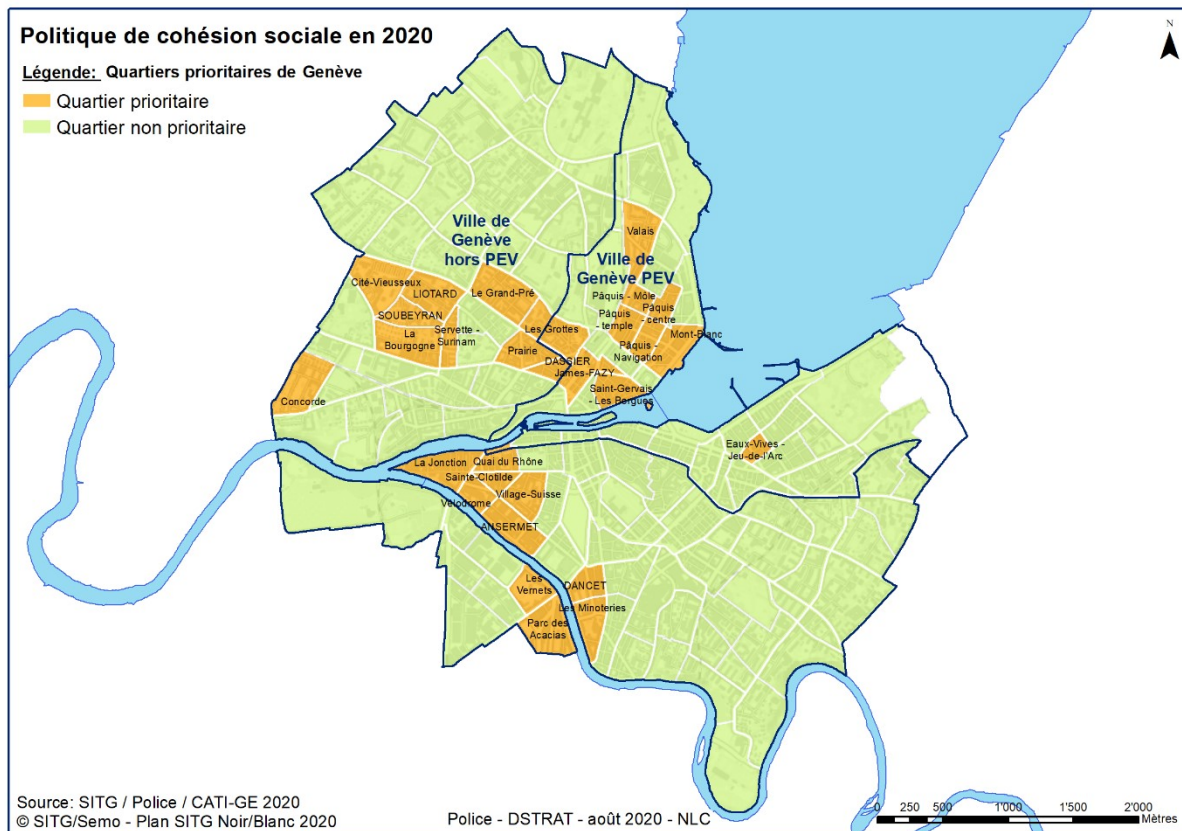 Politique de cohésion sociale en 2020
Légende: Quartiers prioritaires de Genève
Quartier prioritaire
Quartier non prioritaire
N
Ville de
Genève
hors PEV
Valais
Ville de
Genève PEV
Cité-Vieusseux
LIOTARD
Le Grand-Pré
Pâquis - Môle
Pâquis
- centre
Pâquis
- temple
SOUBEYRAN
Servette -
Surinam
La
Bourgogne
Les Grottes
Mont-Blanc
Prairie
Pâquis -
Navigation
DASSIER
James-FAZY
Saint-Gervais
- Les Bergues
Concorde
Eaux-Vives -
Jeu-de-l'Arc
La Jonction
Quai du Rhône
Sainte-Clotilde
Village-Suisse
Vélodrome
ANSERMET
Les
Vernets
DANCET
Les Minoteries
Parc des
Acacias
Source: SITG / Police / CATI-GE 2020
© SITG/Semo - Plan SITG Noir/Blanc 2020
Police - DSTRAT - août 2020 - NLC
0 250 500 1'000 1'500 2'000
Mètres